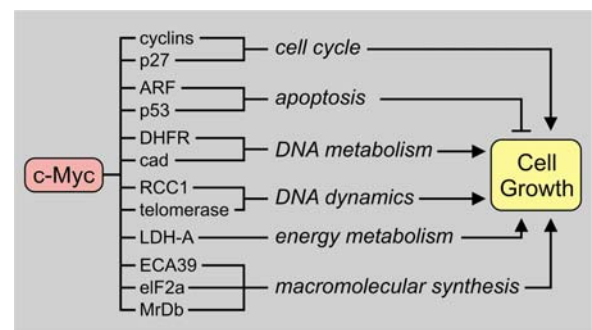 cyclins
p27
cell cycle
ARF
p53
apoptosis
DHFR
cad
DNA metabolism
c-Myc
Cell
Growth
RCC1
telomerase
DNA dynamics
LDH-A
energy metabolism
ECA39
eIF2a
MrDb
macromolecular synthesis